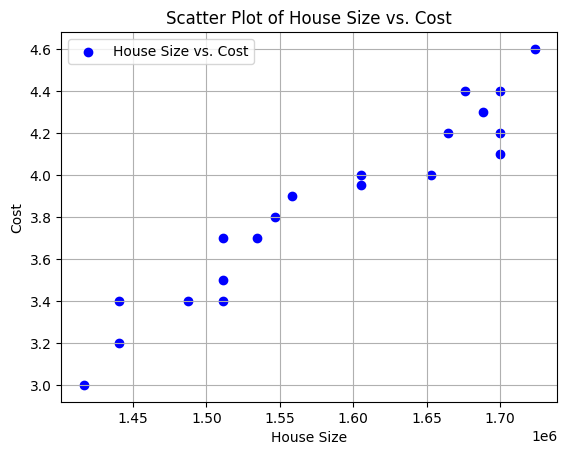 Scatter Plot of House Size vs. Cost
House Size vs. Cost
4.6
4.4
4.2
4.0
3.8
3.6
3.4
3.2
3.0
Cost
1.45 1.50 1.55 1.60 1.65 1.70
1e6
House Size